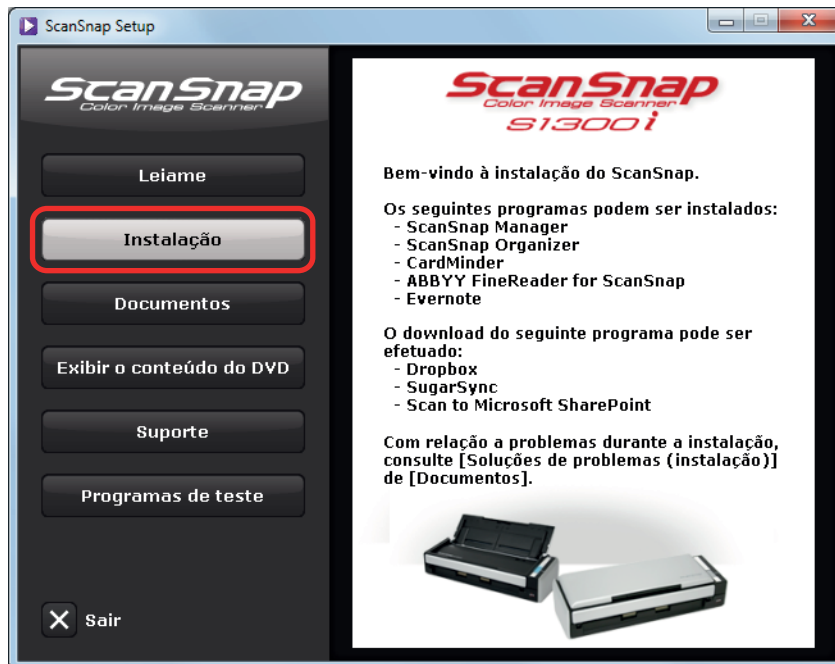 ScanSnap Setup
ScanSnap
Color Image Scanner
Leiame
Instalação
Documentos
Exibir o conteúdo do DVD
Suporte
Programas de teste
Sair
ScanSnap
Color Image Scanner
S1300i
Bem-vindo à instalação do ScanSnap.
Os seguintes programas podem ser instalados:
- ScanSnap Manager
- ScanSnap Organizer
- CardMinder
- ABBYY FineReader for ScanSnap
- Evernote
O download do seguinte programa pode ser
efetuado:
- Dropbox
- SugarSync
- Scan to Microsoft SharePoint
Com relação a problemas durante a instalação,
consulte [Soluções de problemas (instalação)]
de [Documentos].